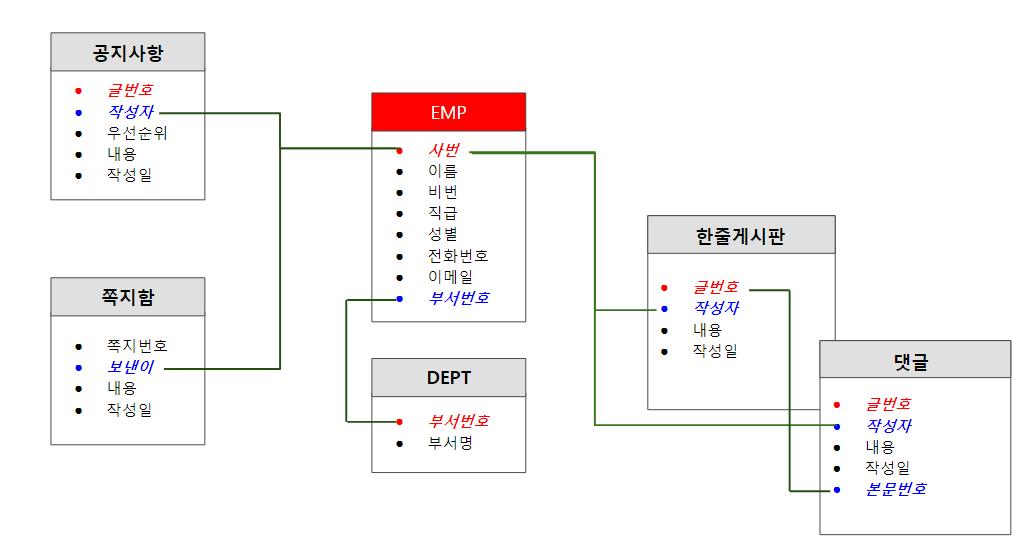 공지사항
글번호
작성자
우선순위
내용
작성일
쪽지함
쪽지번호
보낸이
내용
작성일
EMP
사번
이름
비번
직급
성별
전화번호
이메일
부서번호
DEPT
부서번호
부서명
한줄게시판
글번호
작성자
내용
작성일
댓글
글번호
작성자
내용
작성일
본문번호